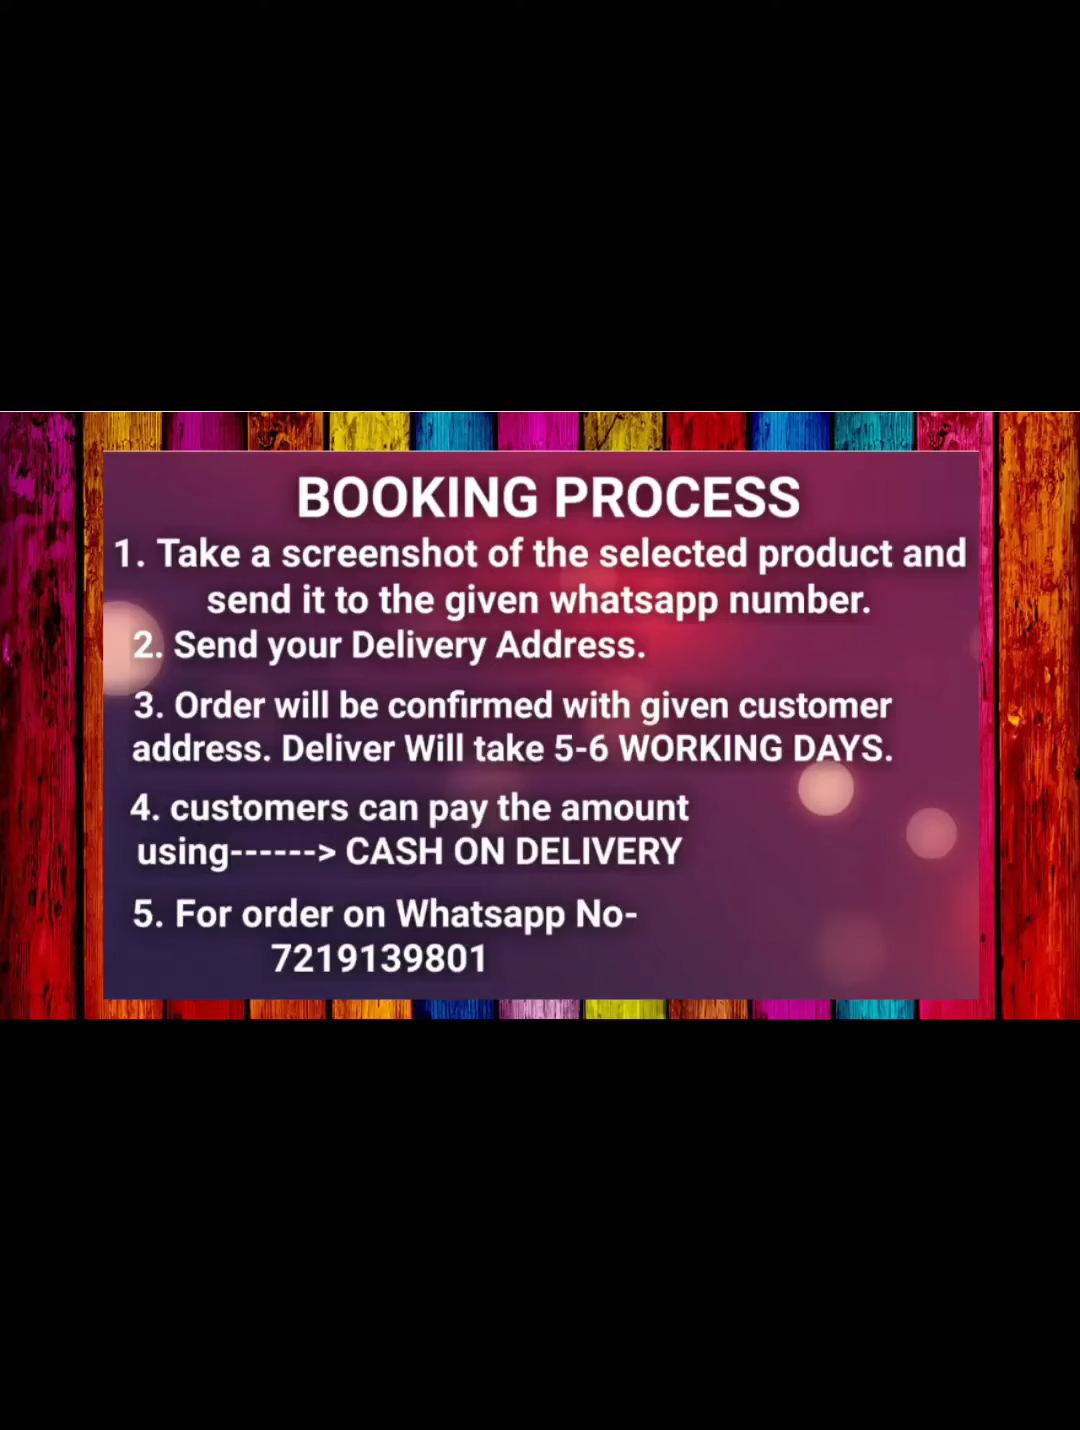 BOOKING PROCESS
1. Take a screenshot of the selected product and
send it to the given whatsapp number.
2. Send your Delivery Address.
3. Order will be confirmed with given customer
address. Deliver Will take 5-6 WORKING DAYS.
4. customers can pay the amount
using------> CASH ON DELIVERY
5. For order on Whatsapp No-
7219139801